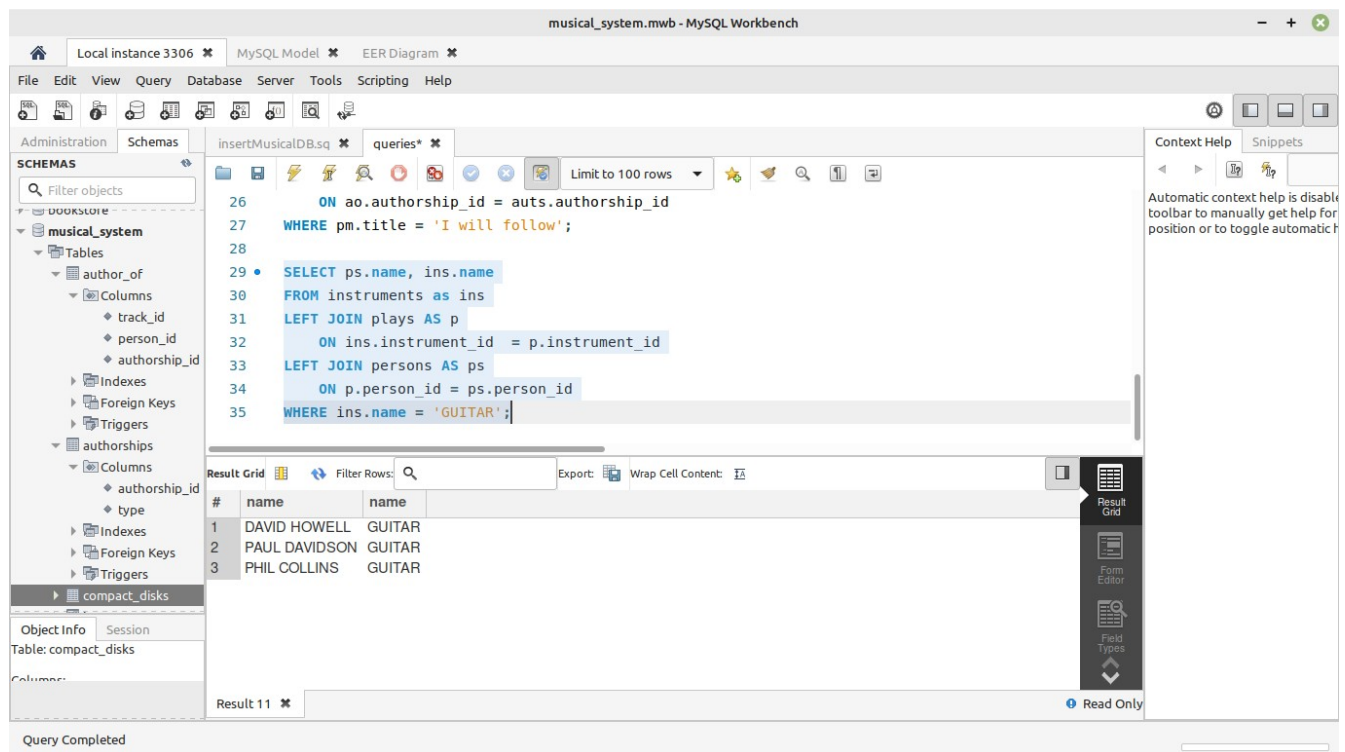 musical_system.mwb - MySQL Workbench
Local instance 3306 MySQL Model EER Diagram
File Edit View Query Database Server Tools Scripting Help
Administration Schemas
SCHEMAS
Filter objects
bookstore
musical_system
Tables
author_of
Columns
track_id
person_id
authorship_id
Indexes
Foreign Keys
Triggers
authorships
Columns
authorship_id
type
Indexes
Foreign Keys
Triggers
compact_disks
Object Info Session
Table: compact_disks
Columns:
insertMusicalDB.sq queries*
Limit to 100 rows
26 ON ao.authorship_id = auts.authorship_id
27 WHERE pm.title = 'I will follow';
28
29 SELECT ps.name, ins.name
30 FROM instruments as ins
31 LEFT JOIN plays AS p
32 ON ins.instrument_id  = p.instrument_id
33 LEFT JOIN persons AS ps
34 ON p.person_id = ps.person_id
35 WHERE ins.name = 'GUITAR';
Result Grid Filter Rows: Export: Wrap Cell Content:
# name name
1 DAVID HOWELL GUITAR
2 PAUL DAVIDSON GUITAR
3 PHIL COLLINS GUITAR
Result
Grid
Form
Editor
Field
Types
Result 11 Read Only
Context Help Snippets
Automatic context help is disable
toolbar to manually get help for
position or to toggle automatic h
Query Completed